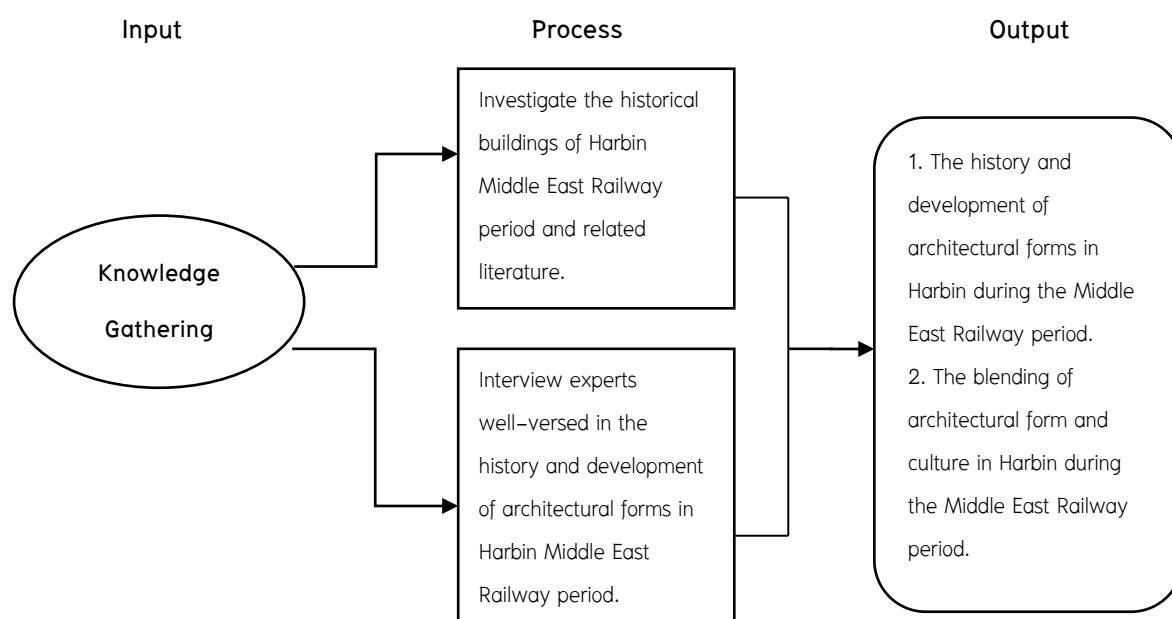 Input
Process
Output
Knowledge
Gathering
Investigate the historical
buildings of Harbin
Middle East Railway
period and related
literature.
Interview experts
well-versed in the
history and development
of architectural forms in
Harbin Middle East
Railway period.
1. The history and
development of
architectural forms in
Harbin during the Middle
East Railway period.
2. The blending of
architectural form and
culture in Harbin during
the Middle East Railway
period.